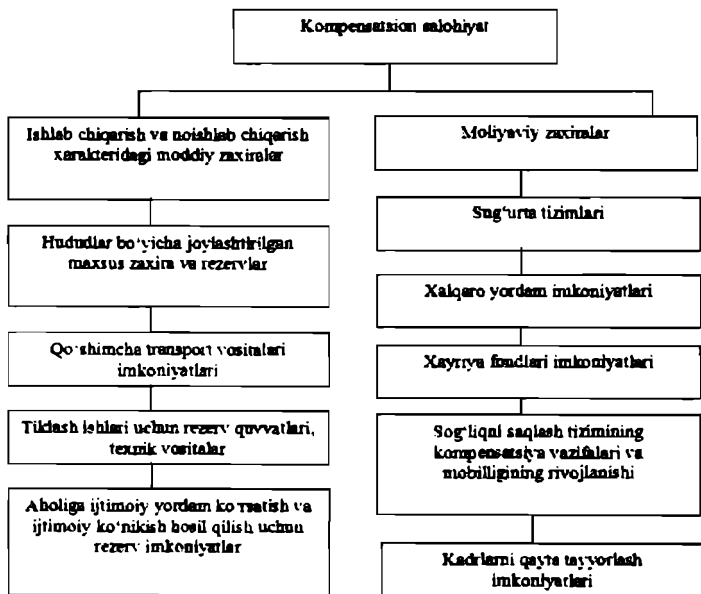 Kompensatsion salohiyat
Ishlab chiqarish va noishlab chiqarish
xarakteridagi moddiy zaxiralar
Hududlar bo‘yicha joylashtirilgan
maxsus zaxira va rezervlar
Qo‘shimcha transport vositalari
imkoniyatlari
Tiklash ishlari uchun rezerv quvvatlari,
texnik vositalar
Aholiga ijtimoiy yordam ko‘rsatish va
ijtimoiy ko‘nikish hosil qilish uchun
rezerv imkoniyatlar
Moliyaviy zaxiralar
Sug‘urta tizimlari
Xalqaro yordam imkoniyatlari
Xayriya fondlari imkoniyatlari
Sog‘liqni saqlash tizimining
kompensatsiya vazifalari va
mobilligining rivojlanishi
Kadrlarni qayta tayyorlash
imkoniyatlari